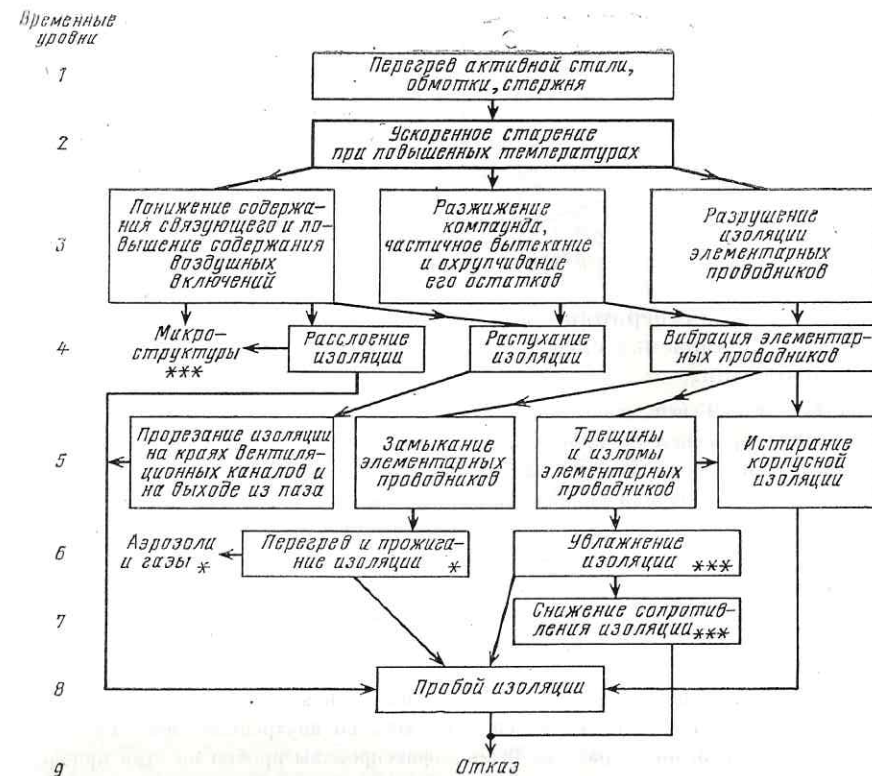 Временные
уровни
1
Перегрев активной стали,
обмотки, стержня
2
Ускоренное старение
при повышенных температурах
3
Понижение содержа-
ния связующего и по-
вышение содержания
воздушных
включений
Разжижение
компаунда,
частичное вытекание
и охрупчивание
его остатков
Разрушение
изоляции
элементарных
проводников
4
Микро-
структуры
***
Расслоение
изоляции
Распухание
изоляции
Вибрация элементар-
ных проводников
5
Прорезание изоляции
на краях вентиля-
ционных каналов и
на выходе из паза
Замыкание
элементарных
проводников
Трещины
и изломы
элементарных
проводников
Истирание
корпусной
изоляции
6
Аэрозоли
и газы *
Перегрев и прожига-
ние изоляции *
Увлажнение
изоляции ***
7
Снижение сопротив-
ления изоляции ***
8
Пробой изоляции
9
Отказ